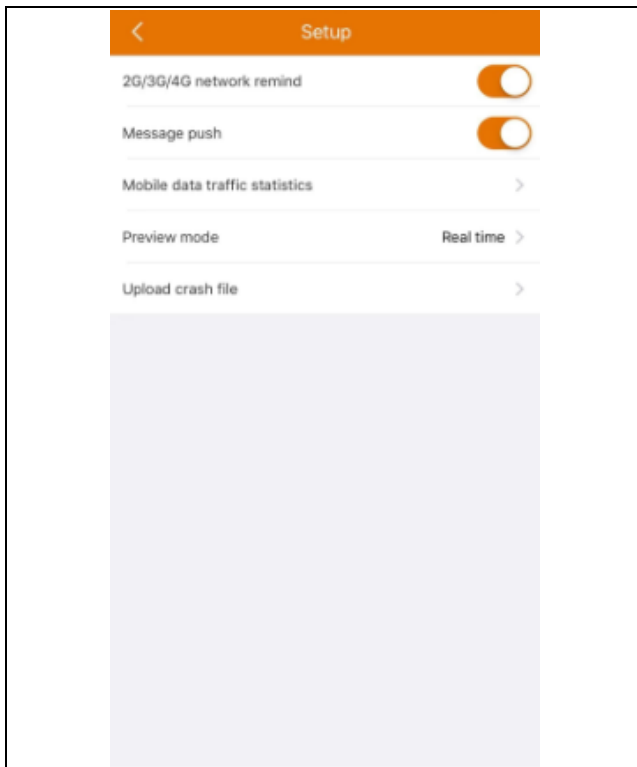 Setup
2G/3G/4G network remind
Message push
Mobile data traffic statistics
Preview mode Real time
Upload crash file